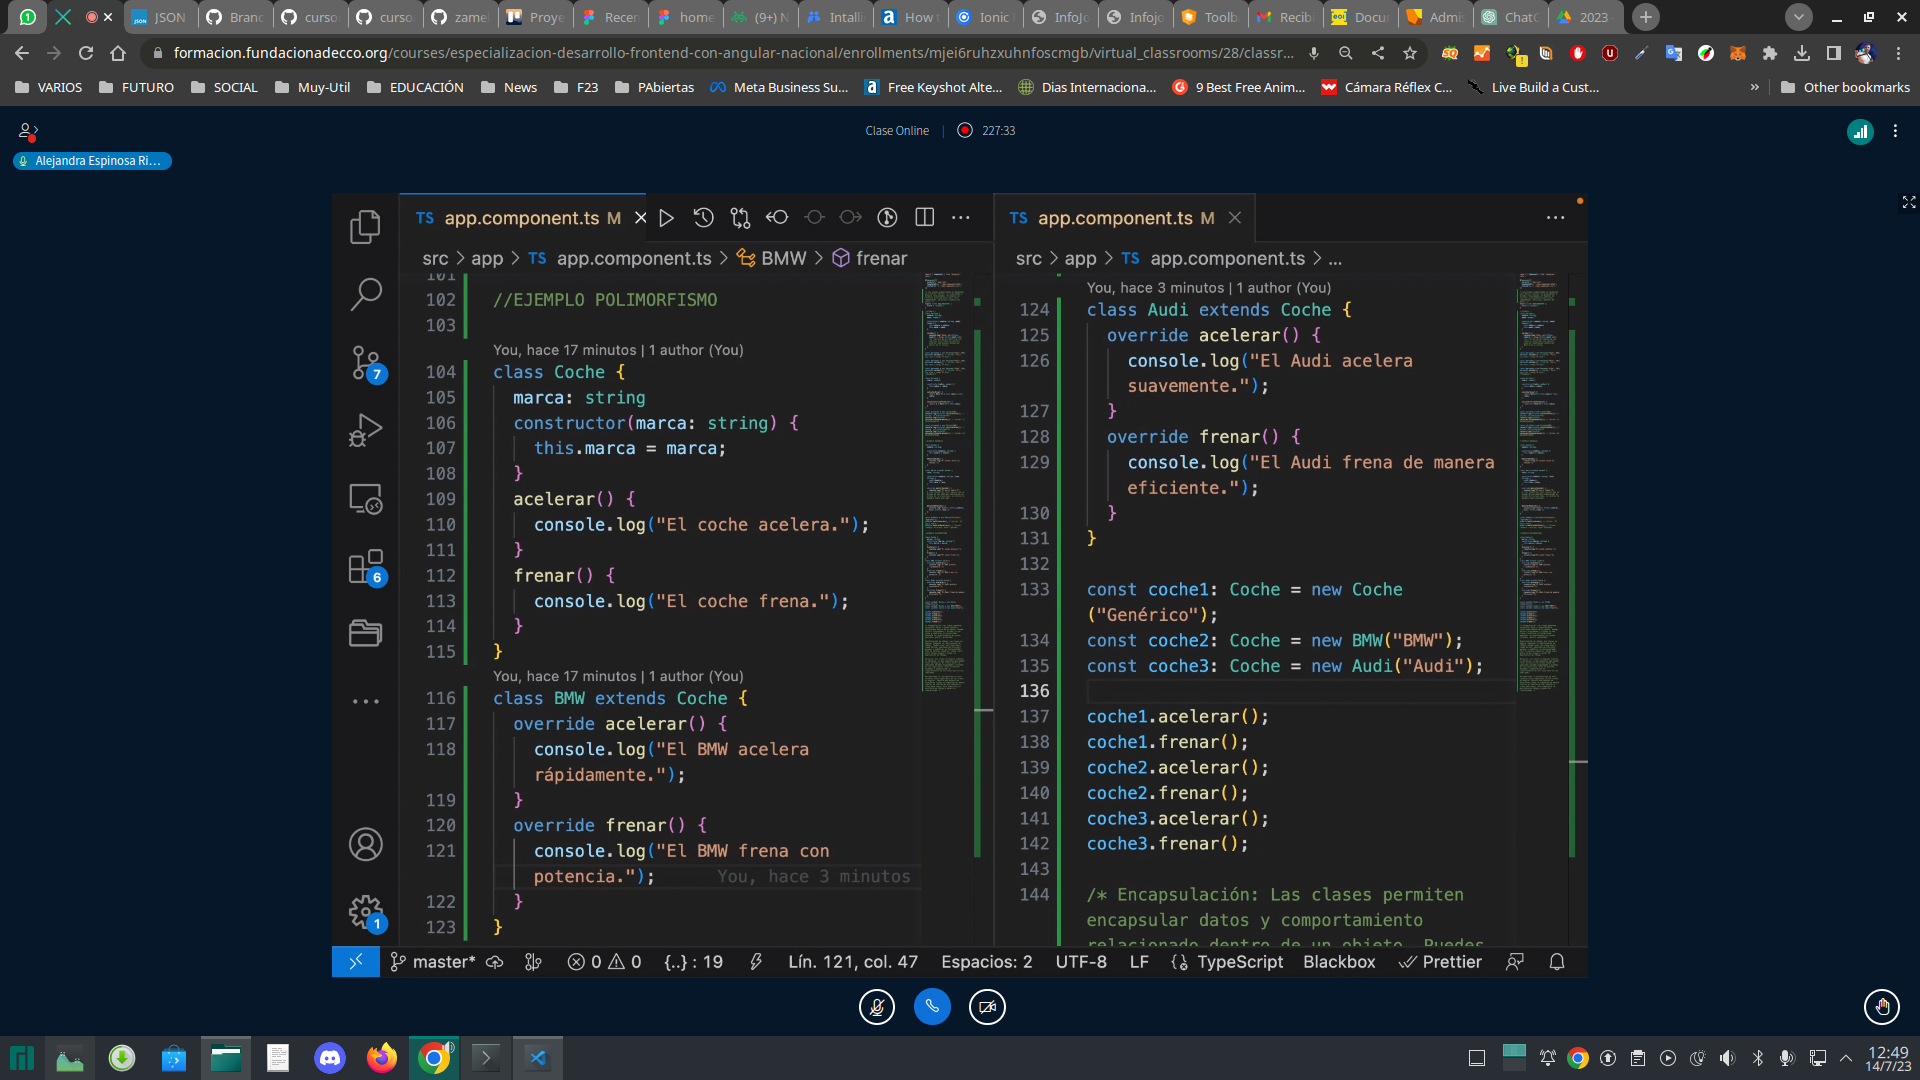 JSON
Branc
curso
curso
zamel
Proye
Recen
home
(9+) N
Intalli
How t
Ionic
InfoJo
Infojo
Toolb
Recib
Docur
Admis
ChatG
2023 -
formacion.fundacionadecco.org/courses/especializacion-desarrollo-frontend-con-angular-nacional/enrollments/mjei6ruhzxuhnfoscmgb/virtual_classrooms/28/classr...
VARIOS
FUTURO
SOCIAL
Muy-Util
EDUCACIÓN
News
F23
PAbiertas
Meta Business Su...
Free Keyshot Alte...
Dias Internaciona...
9 Best Free Anim...
Cámara Réflex C...
Live Build a Cust...
»
Other bookmarks
Clase Online | 227:33
Alejandra Espinosa Ri...
TS app.component.ts M
src > app > TS app.component.ts > BMW > frenar
101
102 //EJEMPLO POLIMORFISMO
103
You, hace 17 minutos | 1 author (You)
104 class Coche {
105 marca: string
106 constructor(marca: string) {
107 this.marca = marca;
108 }
109 acelerar() {
110 console.log("El coche acelera.");
111 }
112 frenar() {
113 console.log("El coche frena.");
114 }
115 }
You, hace 17 minutos | 1 author (You)
116 class BMW extends Coche {
117 override acelerar() {
118 console.log("El BMW acelera
rápidamente.");
119 }
120 override frenar() {
121 console.log("El BMW frena con
potencia."); You, hace 3 minutos
122 }
123 }
TS app.component.ts M
src > app > TS app.component.ts > ...
You, hace 3 minutos | 1 author (You)
124 class Audi extends Coche {
125 override acelerar() {
126 console.log("El Audi acelera
suavemente.");
127 }
128 override frenar() {
129 console.log("El Audi frena de manera
eficiente.");
130 }
131 }
132
133 const coche1: Coche = new Coche
("Genérico");
134 const coche2: Coche = new BMW("BMW");
135 const coche3: Coche = new Audi("Audi");
136
137 coche1.acelerar();
138 coche1.frenar();
139 coche2.acelerar();
140 coche2.frenar();
141 coche3.acelerar();
142 coche3.frenar();
143
144 /* Encapsulación: Las clases permiten
encapsular datos y comportamiento
relacionado dentro de un objeto. Puedes
7
6
1
master* 0 0 {..} : 19 Lín. 121, col. 47 Espacios: 2 UTF-8 LF TypeScript Blackbox Prettier
12:49
14/7/23